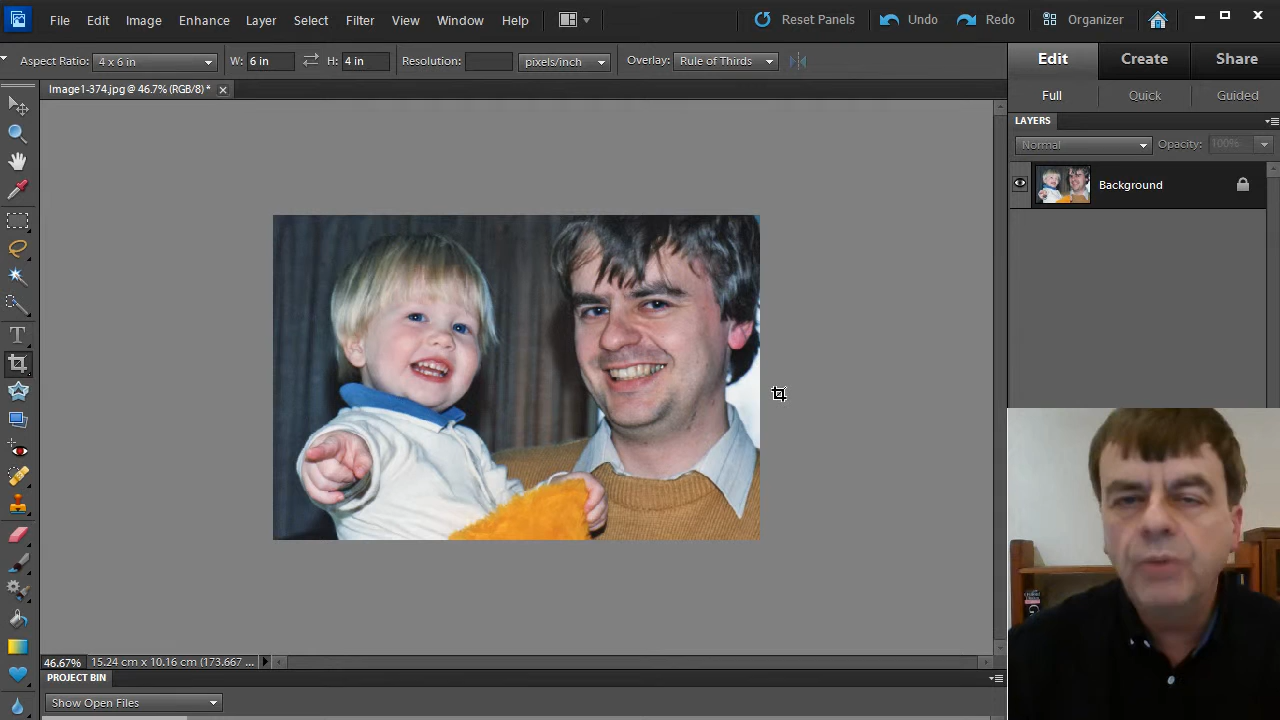 File Edit Image Enhance Layer Select Filter View Window Help Reset Panels Undo Redo Organizer
Aspect Ratio: 4 x 6 in W: 6 in H: 4 in Resolution: pixels/inch Overlay: Rule of Thirds
Edit Create Share
Image1-374.jpg @ 46.7% (RGB/8) *
Full Quick Guided
LAYERS
Normal Opacity: 100%
Background
46.67% 15.24 cm x 10.16 cm (173.667 ...
PROJECT BIN
Show Open Files